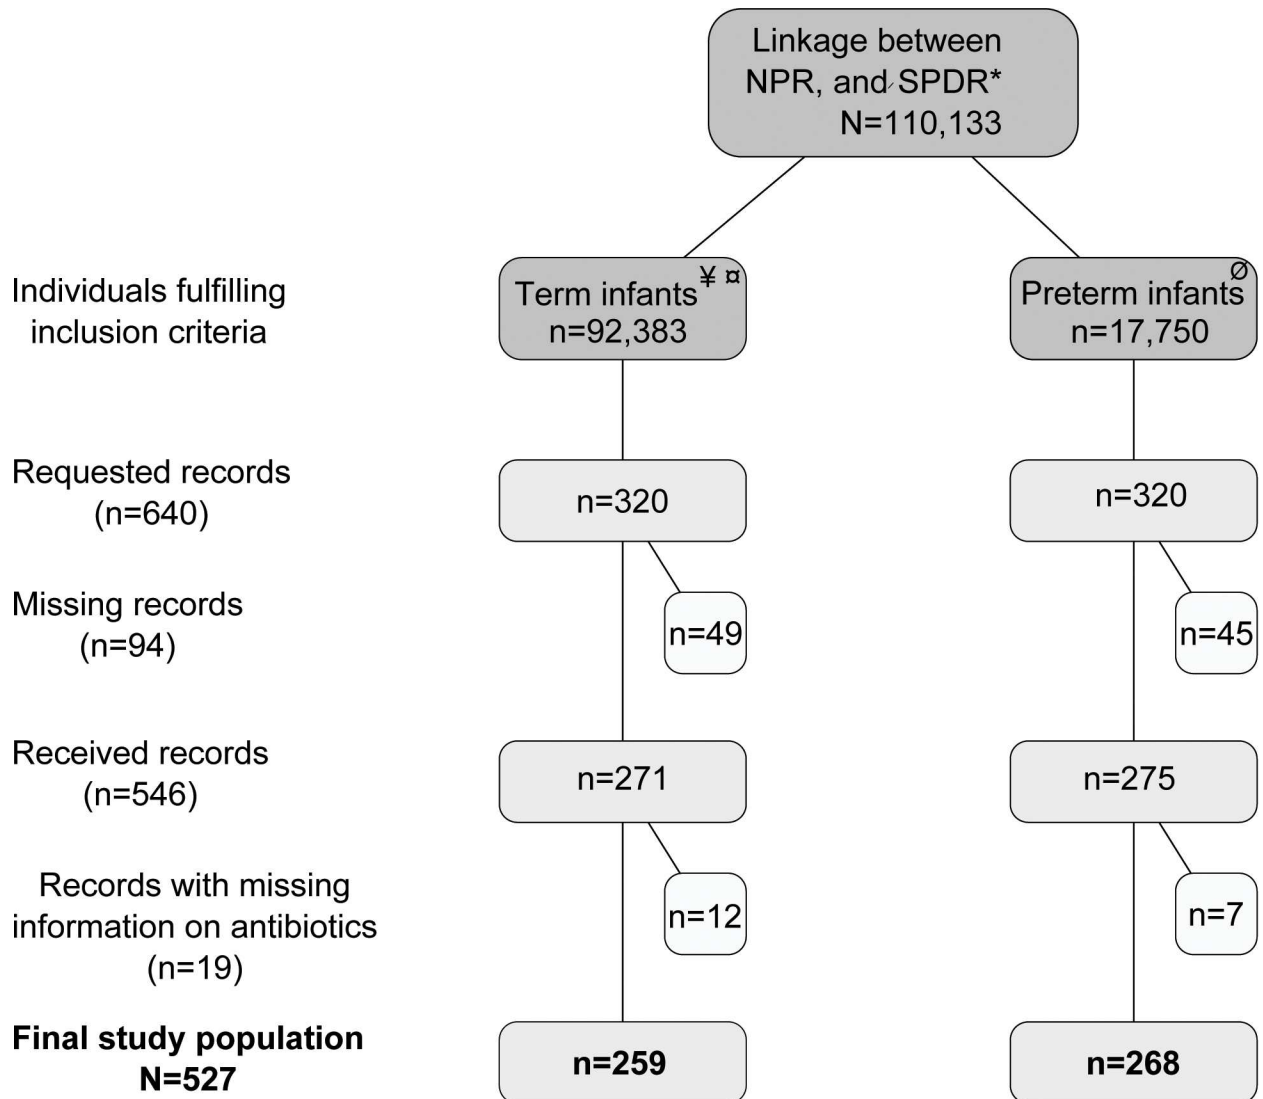 Linkage between
NPR, and SPDR*
N=110,133
Individuals fulfilling
inclusion criteria
Term infants¥ ¤
n=92,383
Preterm infantsØ
n=17,750
Requested records
(n=640)
n=320
n=320
Missing records
(n=94)
n=49
n=45
Received records
(n=546)
n=271
n=275
Records with missing
information on antibiotics
(n=19)
n=12
n=7
Final study population
N=527
n=259
n=268